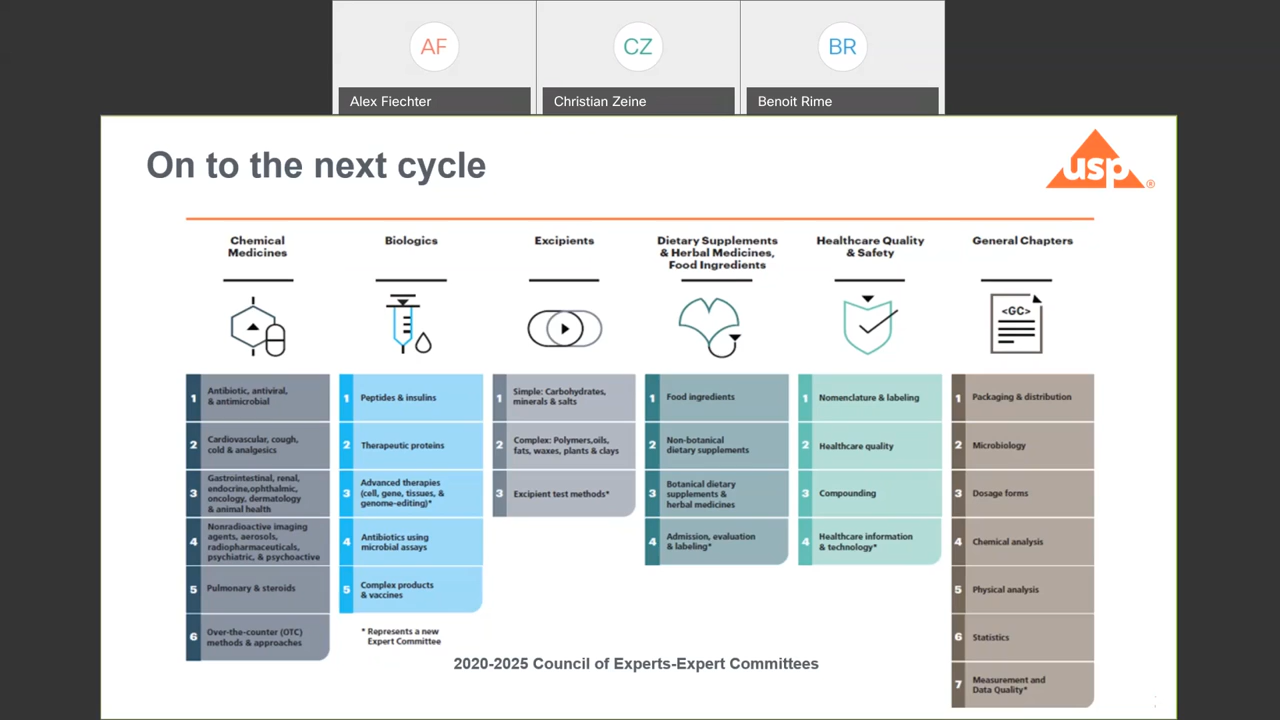 AF
CZ
BR
Alex Fiechter
Christian Zeine
Benoit Rime
On to the next cycle
usp®
Chemical
Medicines
Biologics
Excipients
Dietary Supplements
& Herbal Medicines,
Food Ingredients
Healthcare Quality
& Safety
General Chapters
<GC>
1 Antibiotic, antiviral,
& antimicrobial
2 Cardiovascular, cough,
cold & analgesics
3 Gastrointestinal, renal,
endocrine,ophthalmic,
oncology, dermatology
& animal health
4 Nonradioactive imaging
agents, aerosols,
radiopharmaceuticals,
psychiatric, & psychoactive
5 Pulmonary & steroids
6 Over-the-counter (OTC)
methods & approaches
1 Peptides & insulins
2 Therapeutic proteins
3 Advanced therapies
(cell, gene, tissues, &
genome-editing)*
4 Antibiotics using
microbial assays
5 Complex products
& vaccines
* Represents a new
Expert Committee
1 Simple: Carbohydrates,
minerals & salts
2 Complex: Polymers,oils,
fats, waxes, plants & clays
3 Excipient test methods*
1 Food ingredients
2 Non-botanical
dietary supplements
3 Botanical dietary
supplements &
herbal medicines
4 Admission, evaluation
& labeling*
1 Nomenclature & labeling
2 Healthcare quality
3 Compounding
4 Healthcare information
& technology*
1 Packaging & distribution
2 Microbiology
3 Dosage forms
4 Chemical analysis
5 Physical analysis
6 Statistics
7 Measurement and
Data Quality*
2020-2025 Council of Experts-Expert Committees